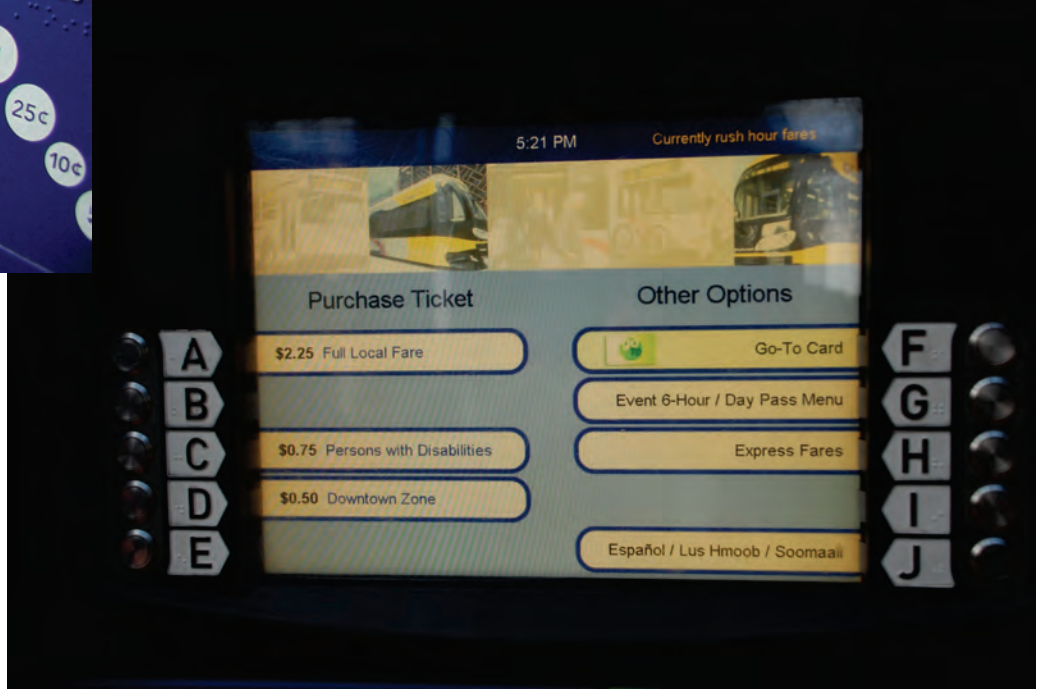 25¢
10¢
5:21 PM
Currently rush hour fares
Purchase Ticket
Other Options
A
$2.25 Full Local Fare
Go-To Card
F
B
Event 6-Hour / Day Pass Menu
G
C
$0.75 Persons with Disabilities
Express Fares
H
D
$0.50 Downtown Zone
I
E
Español / Lus Hmoob / Soomaali
J